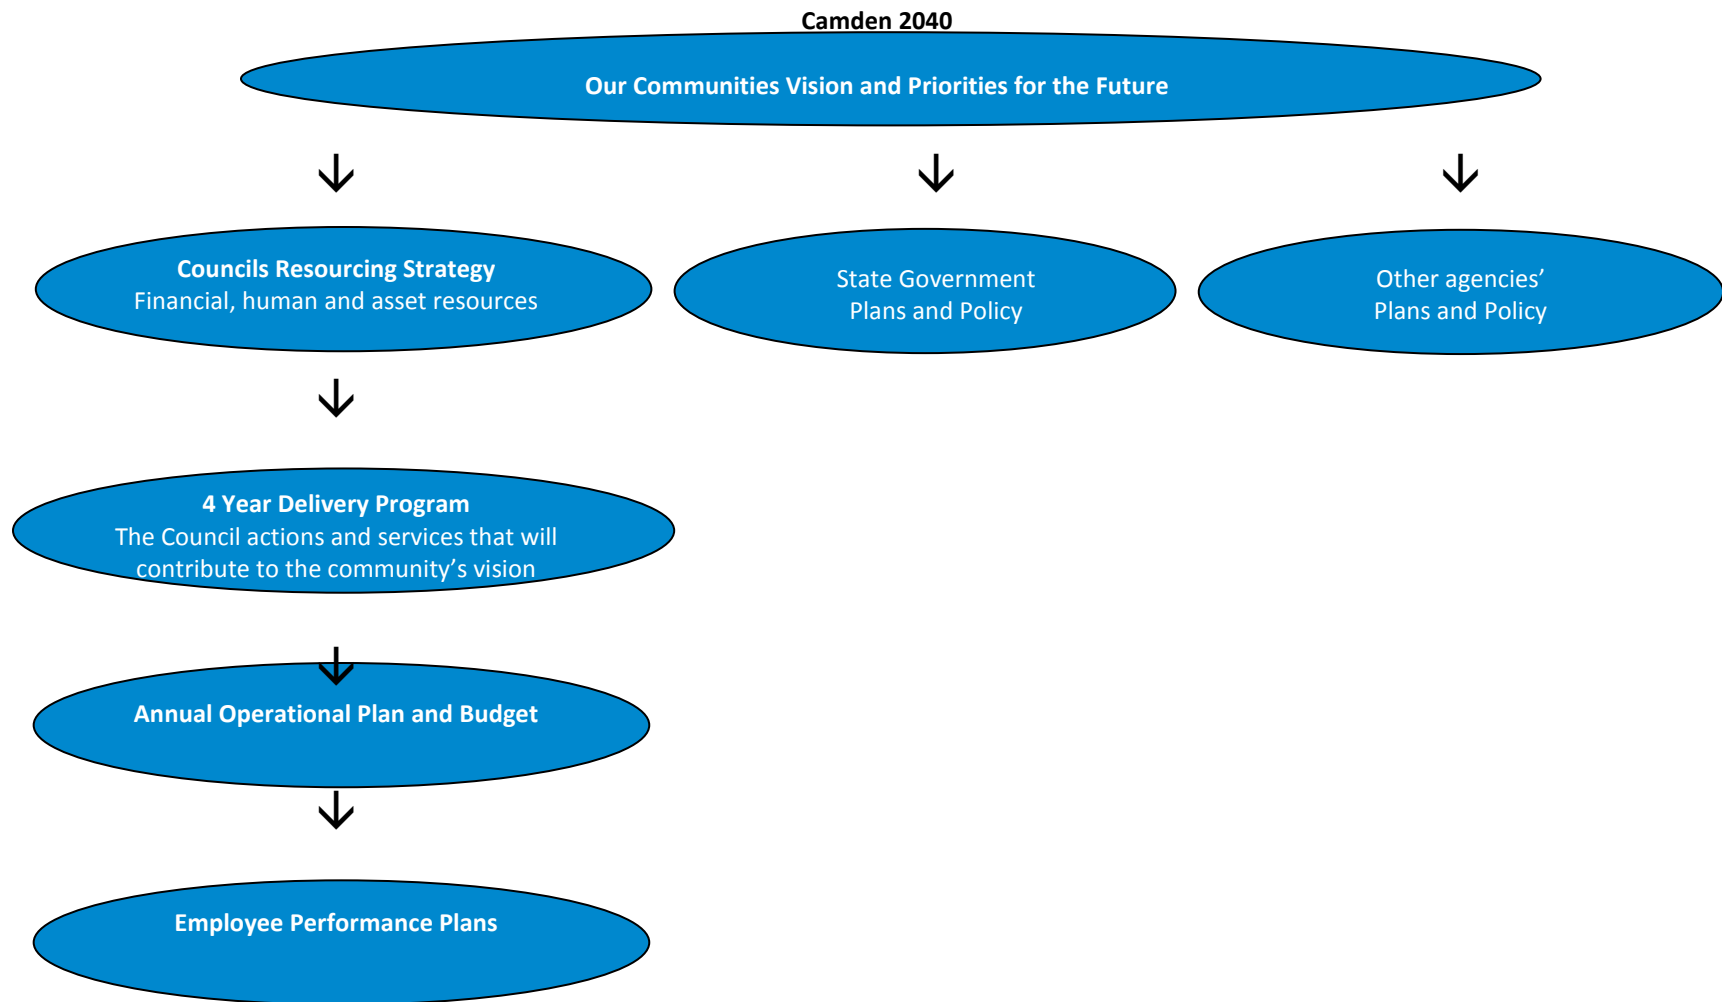 Camden 2040
Our Communities Vision and Priorities for the Future
Councils Resourcing Strategy
Financial, human and asset resources
State Government
Plans and Policy
Other agencies’
Plans and Policy
4 Year Delivery Program
The Council actions and services that will
contribute to the community’s vision
Annual Operational Plan and Budget
Employee Performance Plans